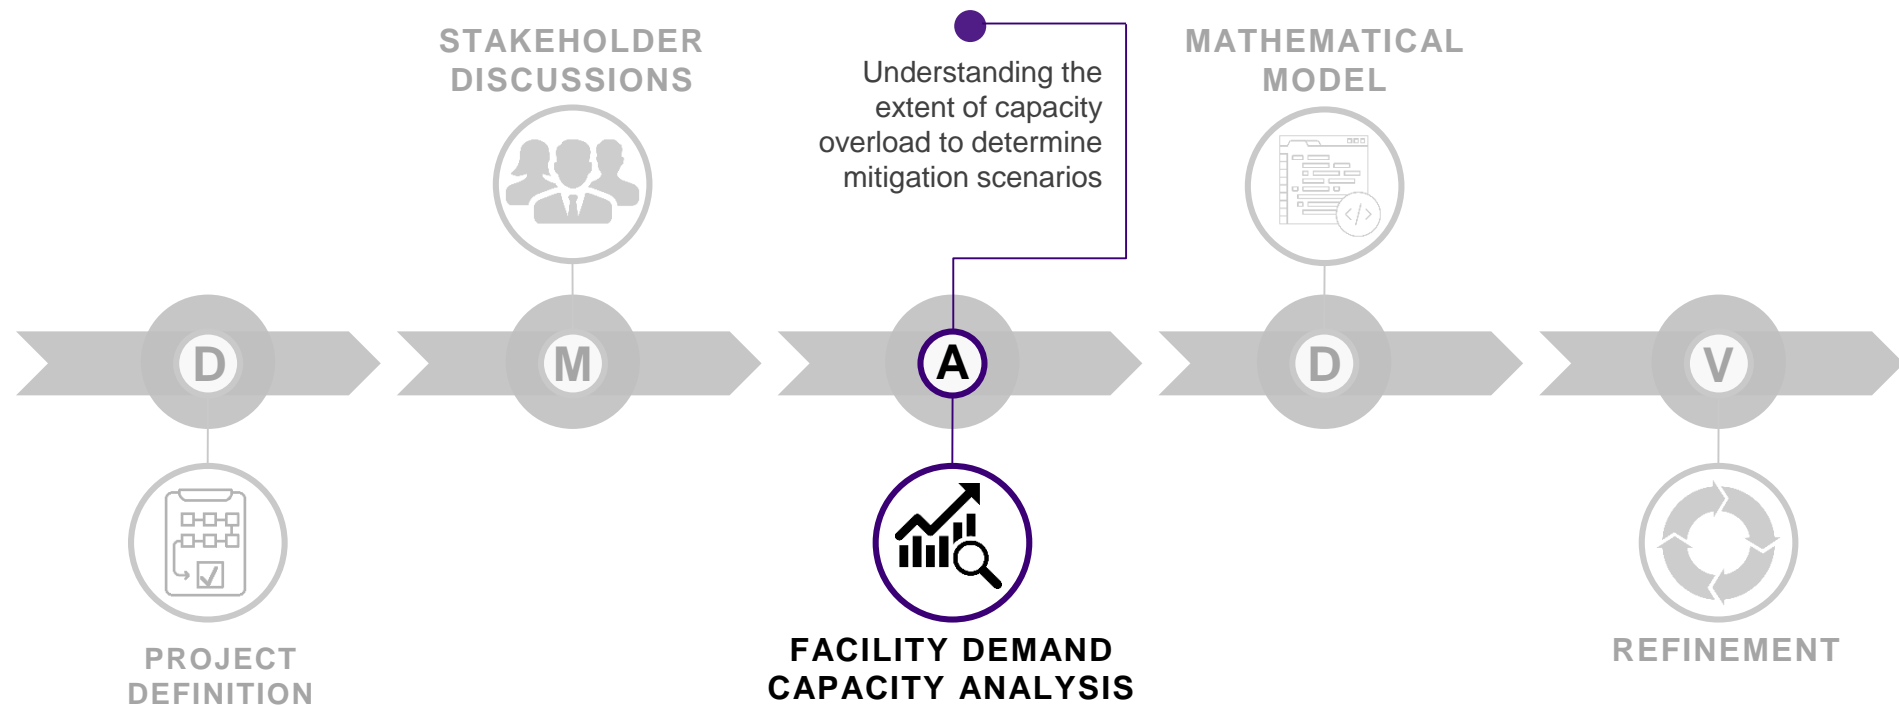 STAKEHOLDER
DISCUSSIONS
Understanding the
extent of capacity
overload to determine
mitigation scenarios
MATHEMATICAL
MODEL
</>
D
M
A
D
V
PROJECT
DEFINITION
FACILITY DEMAND
CAPACITY ANALYSIS
REFINEMENT